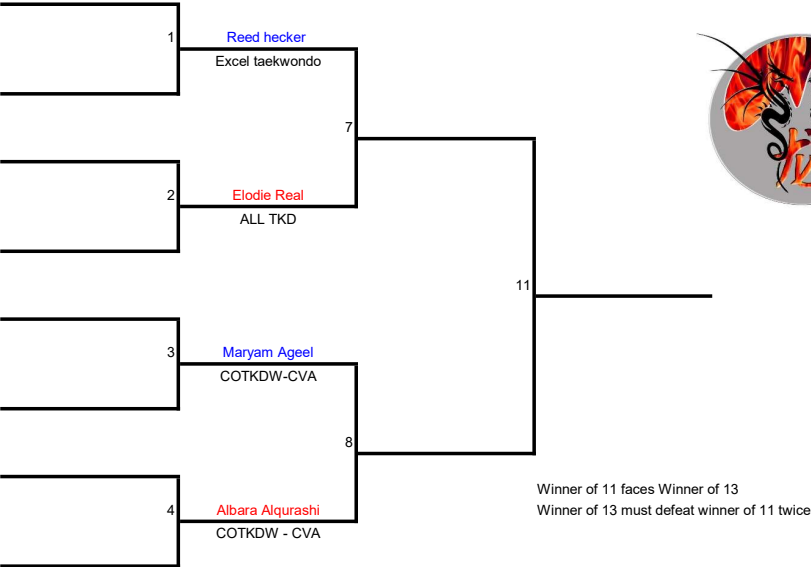 1
Reed hecker
Excel taekwondo
7
2
Elodie Real
ALL TKD
11
3
Maryam Ageel
COTKDW-CVA
8
4
Albara Alqurashi
COTKDW - CVA
Winner of 11 faces Winner of 13
Winner of 13 must defeat winner of 11 twice